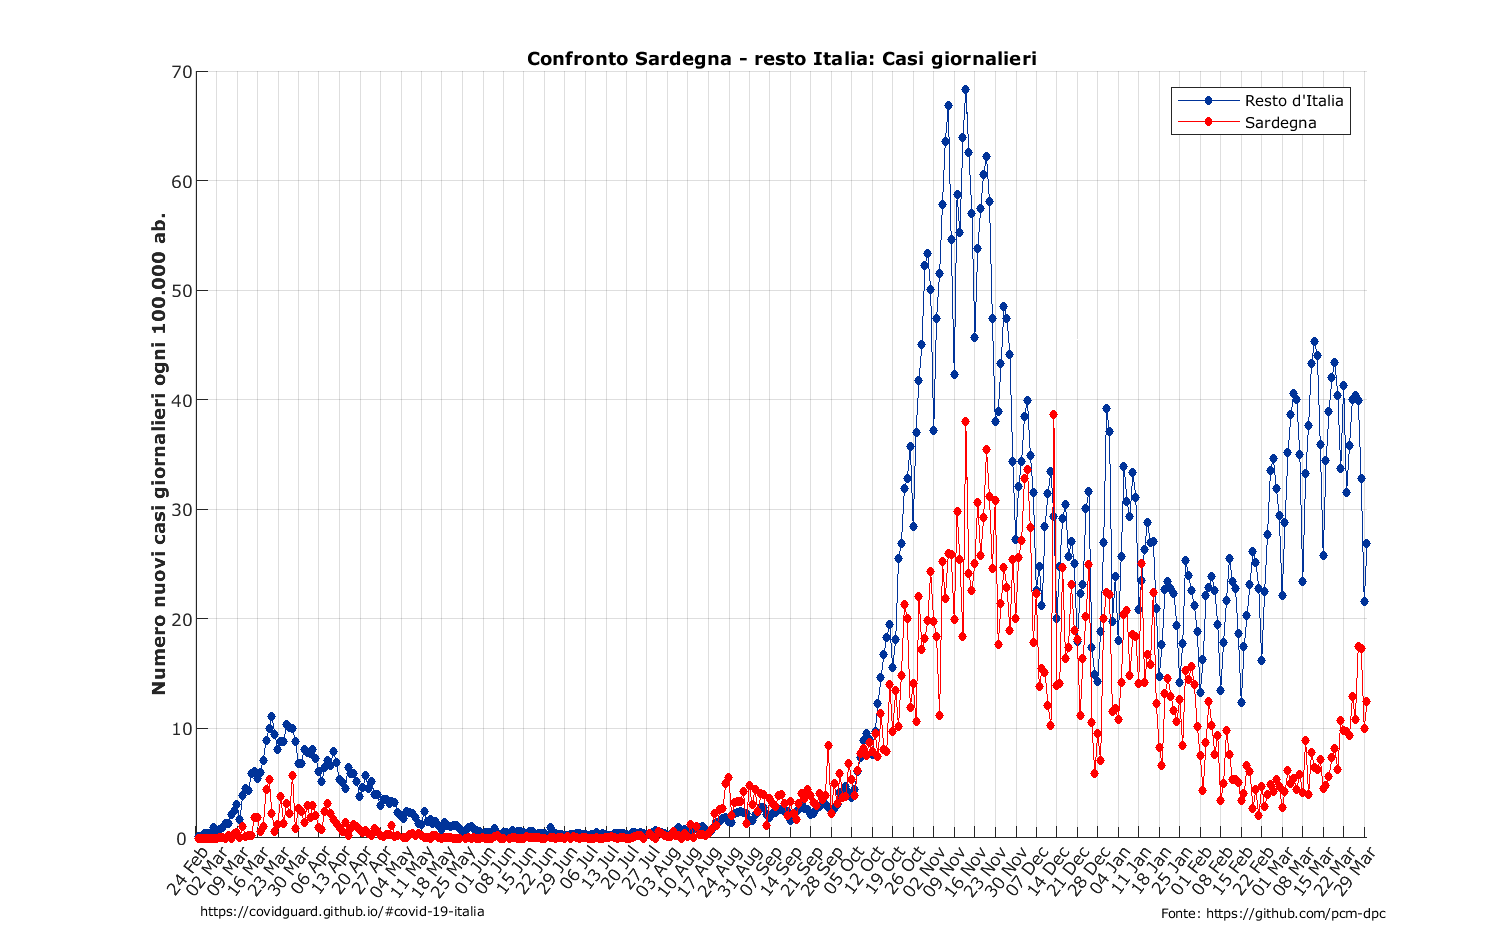 Confronto Sardegna - resto Italia: Casi giornalieri
Resto d'Italia
Sardegna
Numero nuovi casi giornalieri ogni 100.000 ab.
70
60
50
40
30
20
10
0
24 Feb
02 Mar
09 Mar
16 Mar
23 Mar
30 Mar
06 Apr
13 Apr
20 Apr
27 Apr
04 May
11 May
18 May
25 May
01 Jun
08 Jun
15 Jun
22 Jun
29 Jun
06 Jul
13 Jul
20 Jul
27 Jul
03 Aug
10 Aug
17 Aug
24 Aug
31 Aug
07 Sep
14 Sep
21 Sep
28 Sep
05 Oct
12 Oct
19 Oct
26 Oct
02 Nov
09 Nov
16 Nov
23 Nov
30 Nov
07 Dec
14 Dec
21 Dec
28 Dec
04 Jan
11 Jan
18 Jan
25 Jan
01 Feb
08 Feb
15 Feb
22 Feb
01 Mar
08 Mar
15 Mar
22 Mar
29 Mar
https://covidguard.github.io/#covid-19-italia
Fonte: https://github.com/pcm-dpc